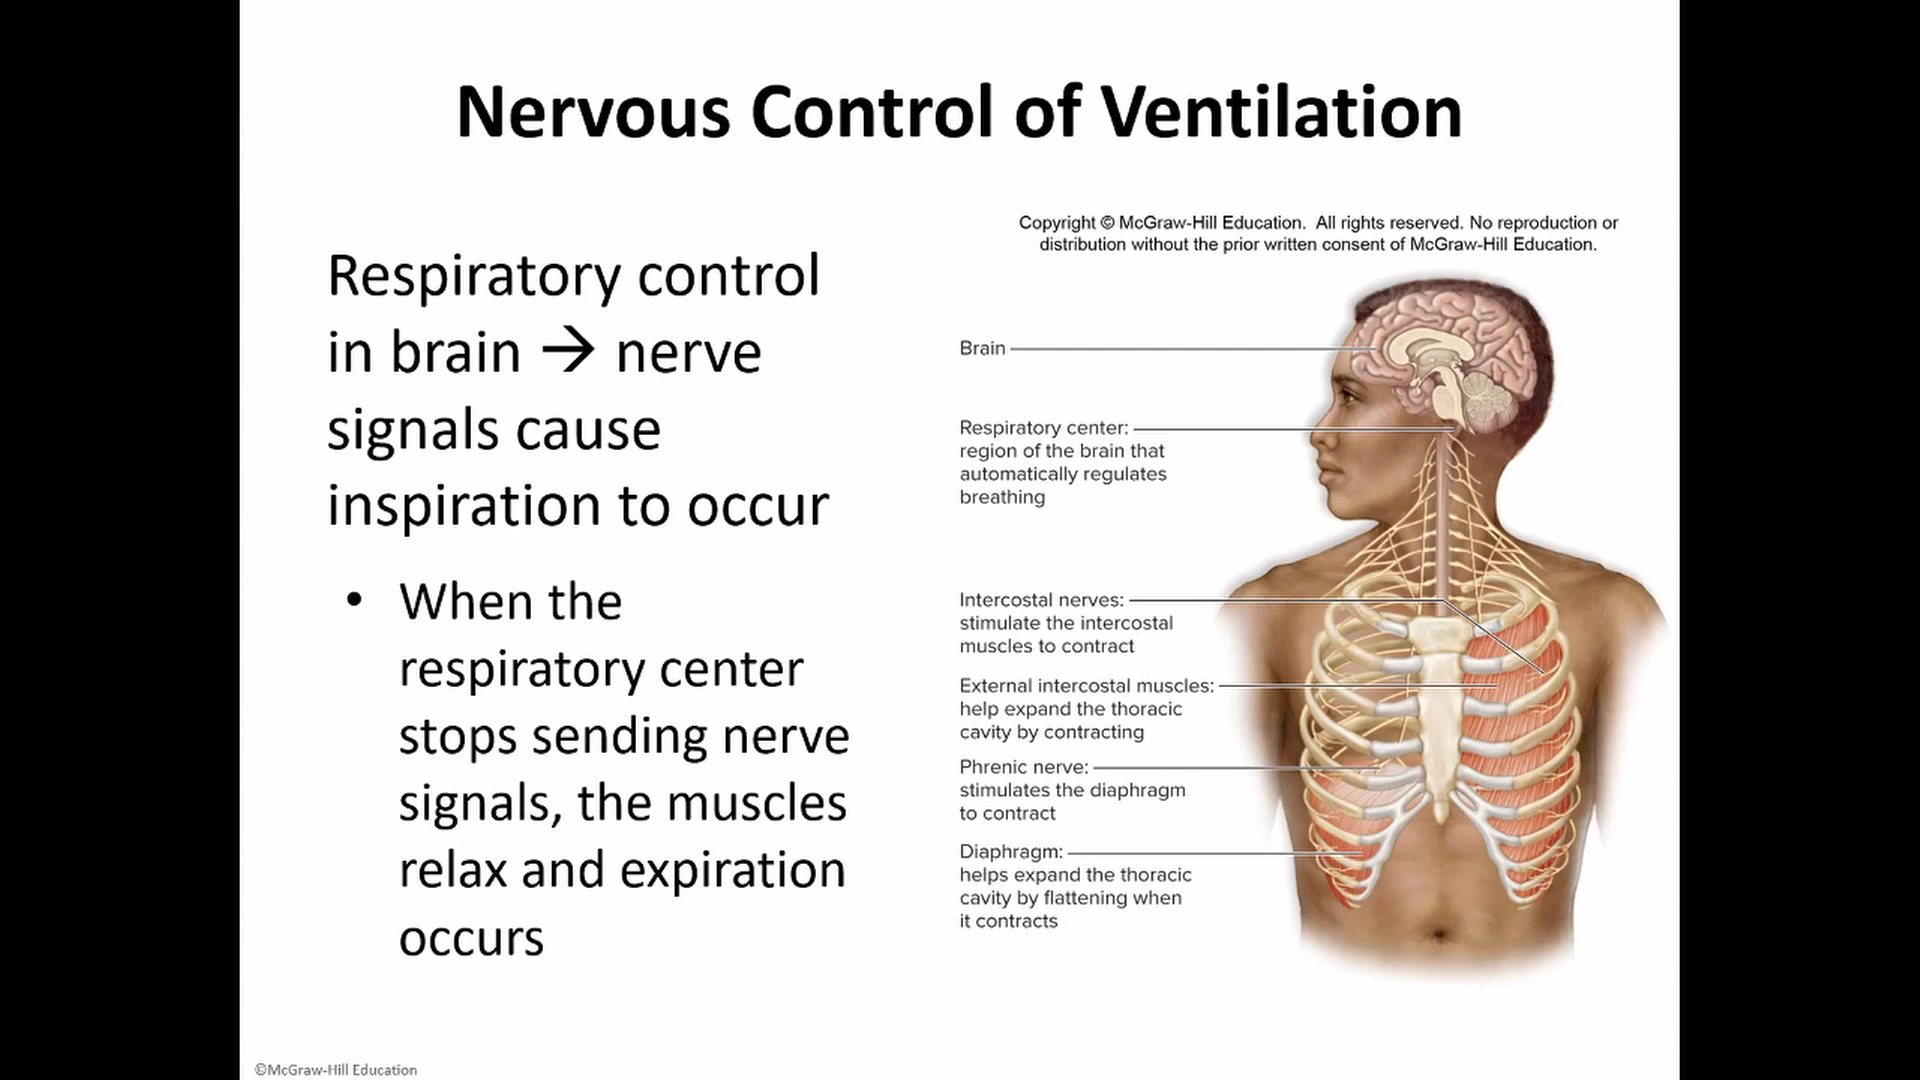 Nervous Control of Ventilation
Respiratory control
in brain → nerve
signals cause
inspiration to occur
• When the
respiratory center
stops sending nerve
signals, the muscles
relax and expiration
occurs
Copyright © McGraw-Hill Education. All rights reserved. No reproduction or
distribution without the prior written consent of McGraw-Hill Education.
Brain
Respiratory center:
region of the brain that
automatically regulates
breathing
Intercostal nerves:
stimulate the intercostal
muscles to contract
External intercostal muscles:
help expand the thoracic
cavity by contracting
Phrenic nerve:
stimulates the diaphragm
to contract
Diaphragm:
helps expand the thoracic
cavity by flattening when
it contracts
©McGraw-Hill Education